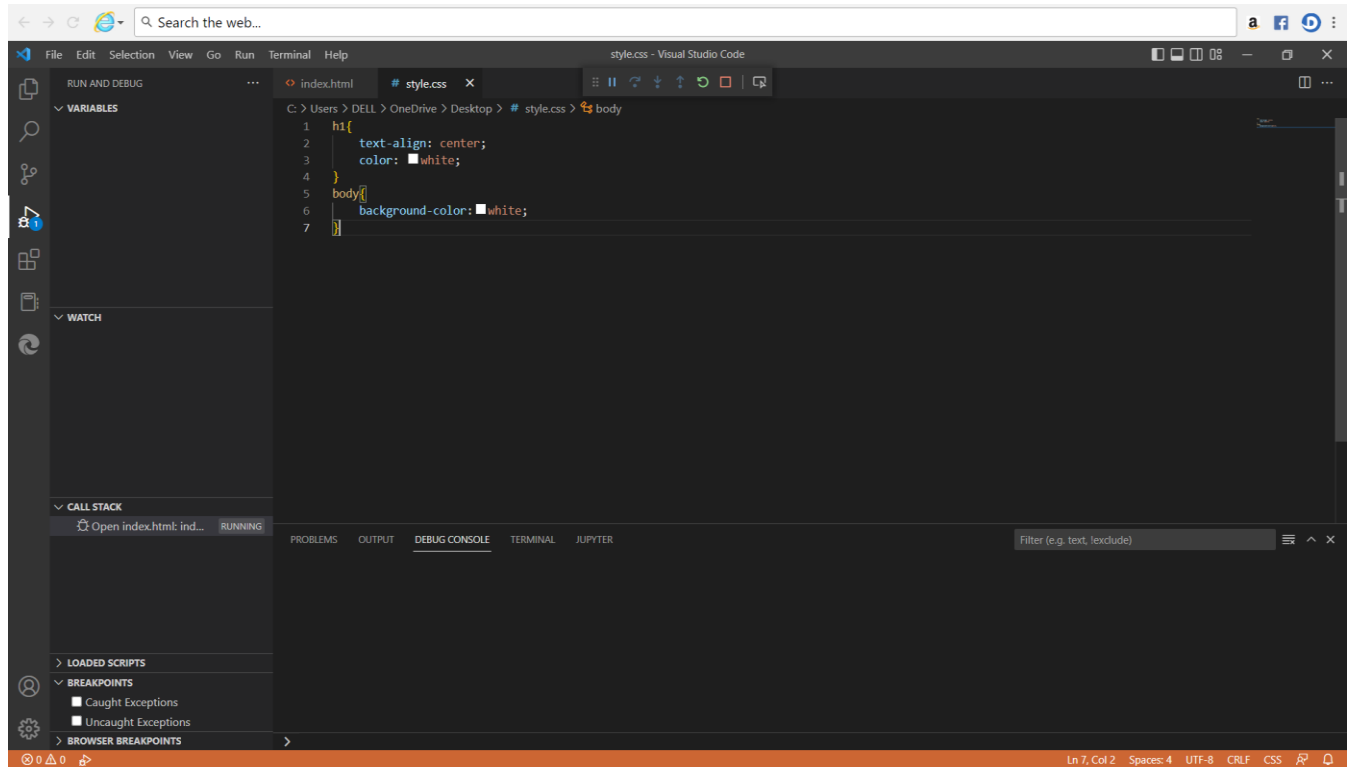 Search the web...
a f D
File Edit Selection View Go Run Terminal Help
style.css - Visual Studio Code
RUN AND DEBUG
index.html
# style.css
VARIABLES
C: > Users > DELL > OneDrive > Desktop > # style.css > body
1 h1{
2 text-align: center;
3 color: white;
4 }
5 body{
6 background-color: white;
7 }
1
WATCH
CALL STACK
Open index.html: ind... RUNNING
PROBLEMS OUTPUT DEBUG CONSOLE TERMINAL JUPYTER
Filter (e.g. text, !exclude)
LOADED SCRIPTS
BREAKPOINTS
Caught Exceptions
Uncaught Exceptions
BROWSER BREAKPOINTS
>
0 0
Ln 7, Col 2 Spaces: 4 UTF-8 CRLF CSS